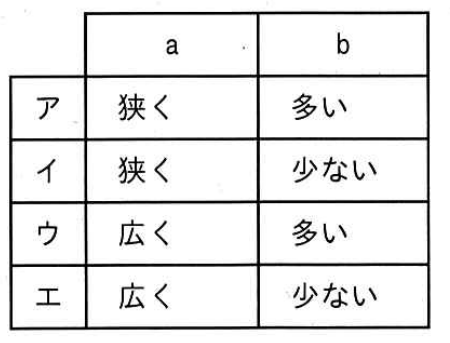 a b
ア 狭く 多い
イ 狭く 少ない
ウ 広く 多い
エ 広く 少ない